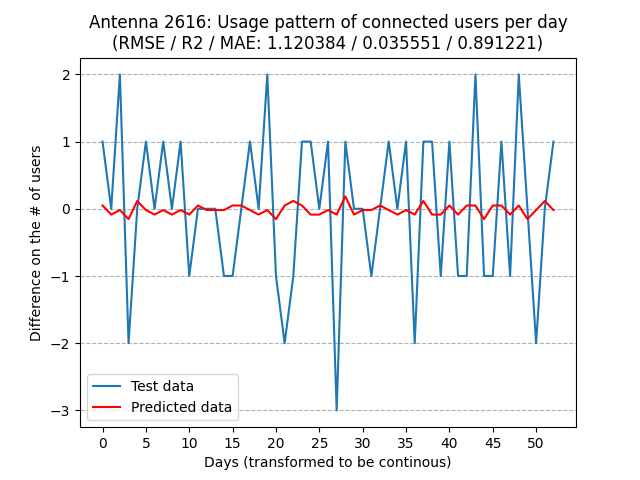 Antenna 2616: Usage pattern of connected users per day
(RMSE / R2 / MAE: 1.120384 / 0.035551 / 0.891221)
Difference on the # of users
2
1
0
−1
−2
−3
Test data
Predicted data
0 5 10 15 20 25 30 35 40 45 50
Days (transformed to be continous)